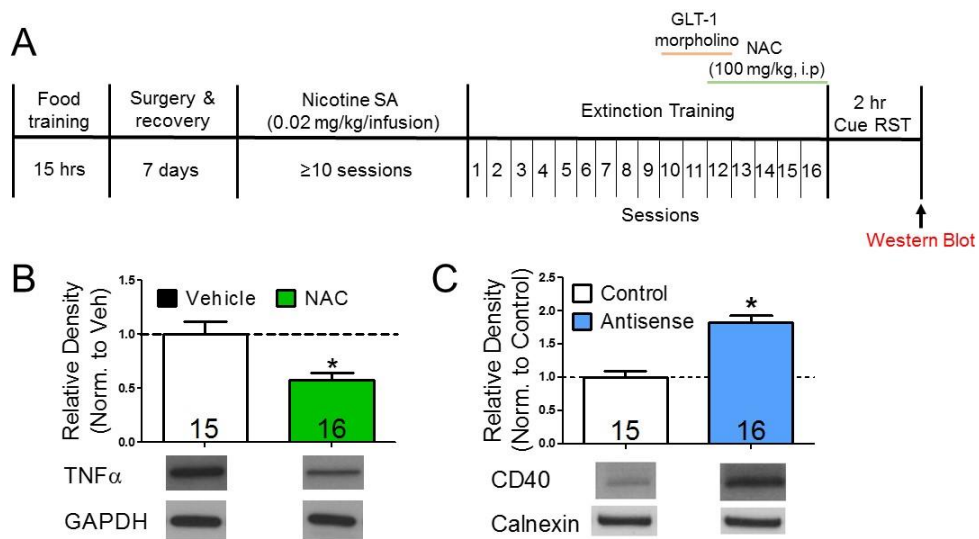 A
GLT-1
morpholino
NAC
(100 mg/kg, i.p)
Food
training
Surgery &
recovery
Nicotine SA
(0.02 mg/kg/infusion)
Extinction Training
2 hr
Cue RST
15 hrs
7 days
≥10 sessions
1 2 3 4 5 6 7 8 9 10 11 12 13 14 15 16
Sessions
Western Blot
B
Relative Density
(Norm. to Veh)
1.5
1.0
0.5
0.0
Vehicle NAC
*
15 16
TNFα
GAPDH
C
Relative Density
(Norm. to Control)
2.5
2.0
1.5
1.0
0.5
0.0
Control
Antisense
*
15 16
CD40
Calnexin